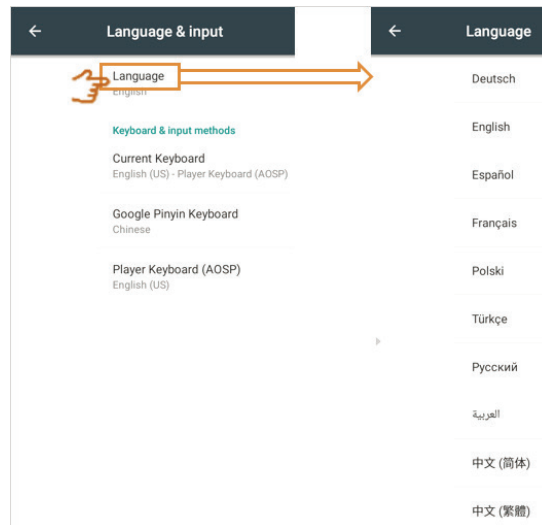 Language & input
Language
English
Keyboard & input methods
Current Keyboard
English (US) - Player Keyboard (AOSP)
Google Pinyin Keyboard
Chinese
Player Keyboard (AOSP)
English (US)
Language
Deutsch
English
Español
Français
Polski
Türkçe
Русский
العربية
中文 (简体)
中文 (繁體)